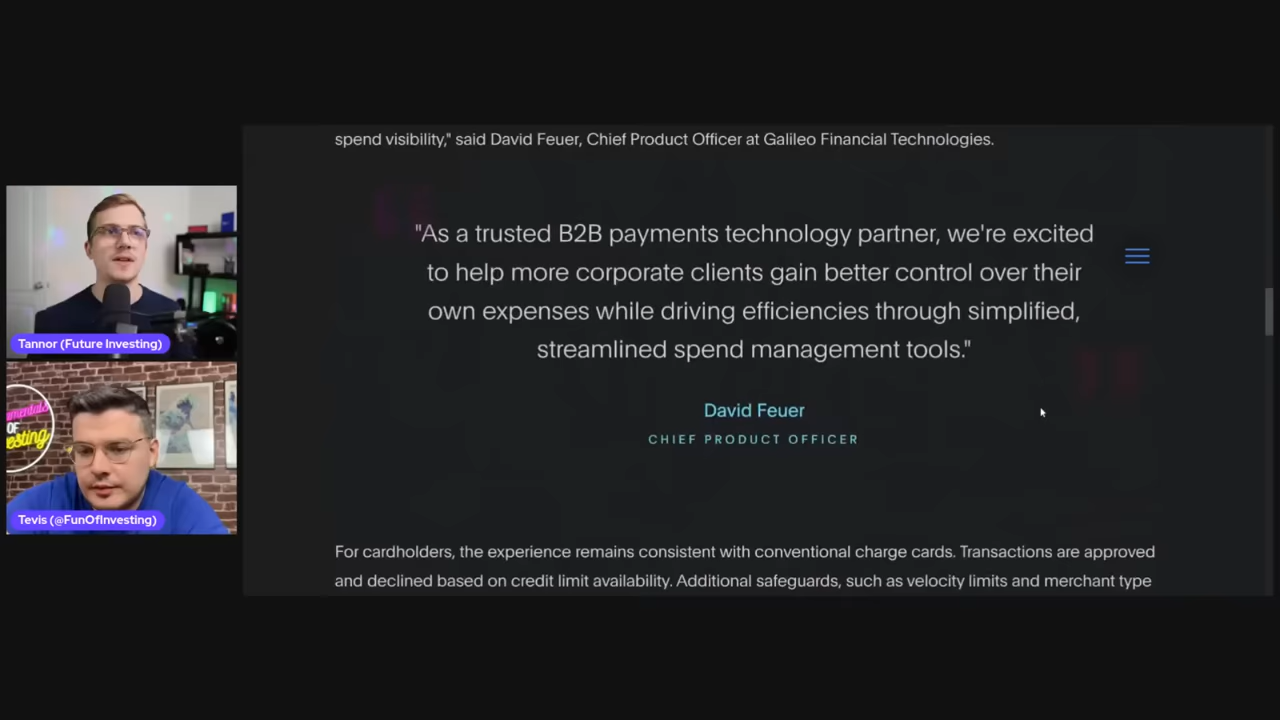 spend visibility," said David Feuer, Chief Product Officer at Galileo Financial Technologies.
"As a trusted B2B payments technology partner, we're excited
to help more corporate clients gain better control over their
own expenses while driving efficiencies through simplified,
streamlined spend management tools."
David Feuer
CHIEF PRODUCT OFFICER
For cardholders, the experience remains consistent with conventional charge cards. Transactions are approved
and declined based on credit limit availability. Additional safeguards, such as velocity limits and merchant type
Tannor (Future Investing)
OF
Tevis (@FunOfInvesting)